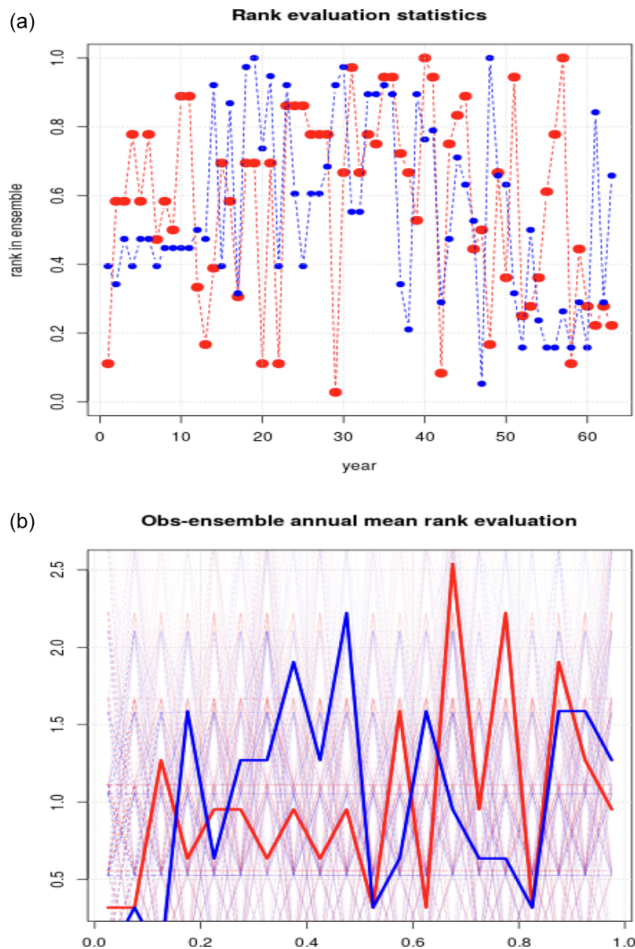 (a)
Rank evaluation statistics
rank in ensemble
1.0
0.8
0.6
0.4
0.2
0.0
0 10 20 30 40 50 60
year
(b)
Obs-ensemble annual mean rank evaluation
2.5
2.0
1.5
1.0
0.5
0.0 0.2 0.4 0.6 0.8 1.0